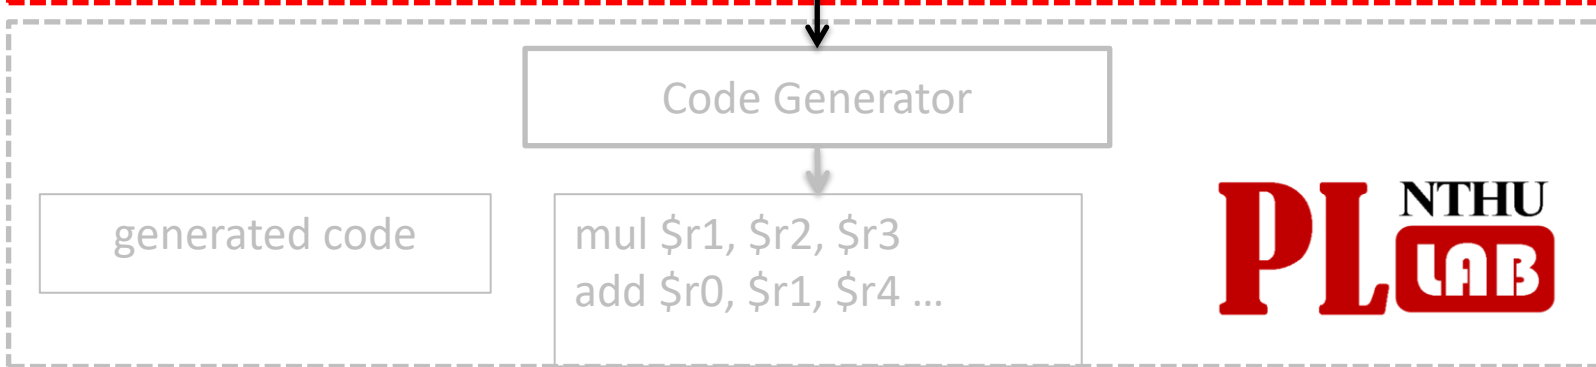 Code Generator
generated code
mul $r1, $r2, $r3
add $r0, $r1, $r4 ...
PL NTHU
LAB